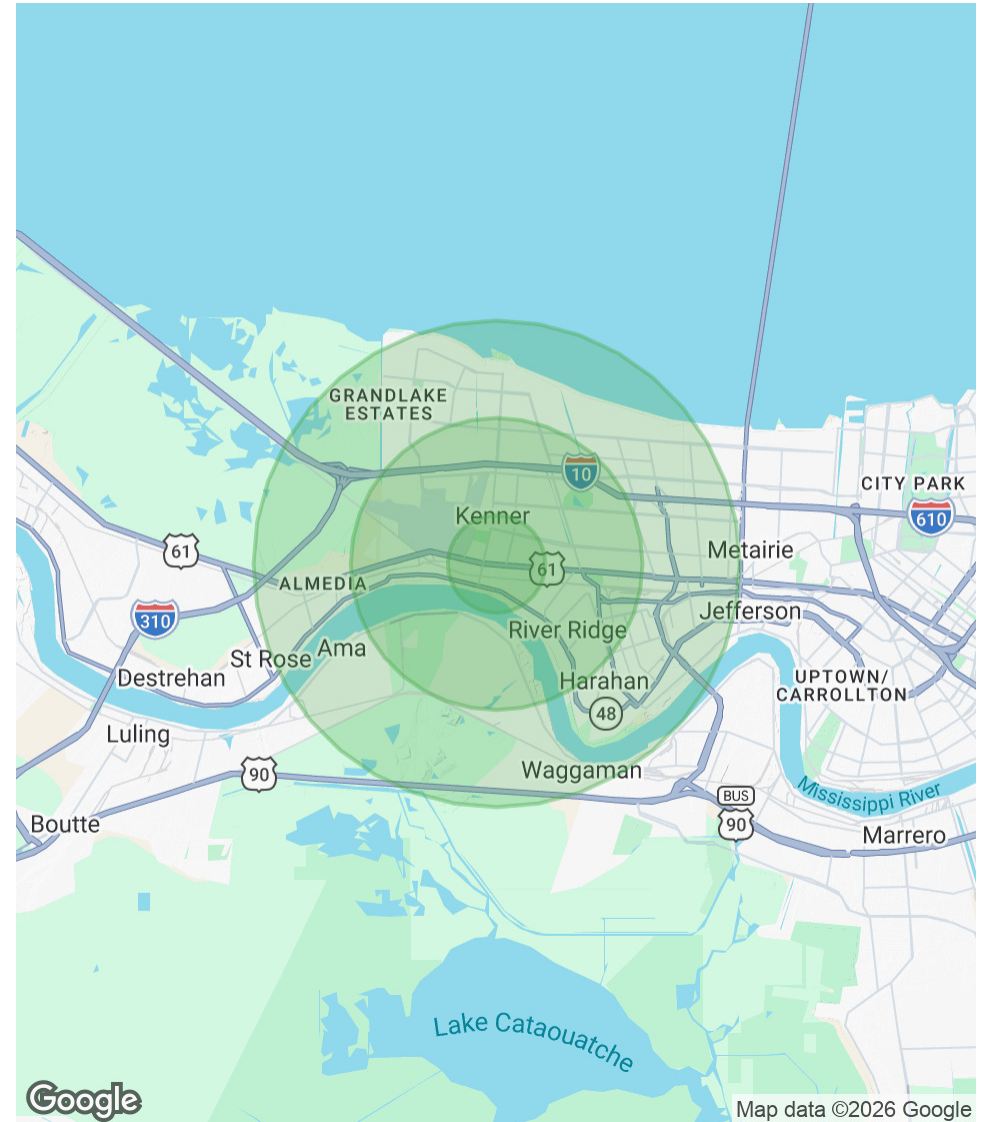 GRANDLAKE
ESTATES
10
CITY PARK
610
Kenner
61
Metairie
61
ALMEDIA
310
Jefferson
River Ridge
St Rose
Ama
Destrehan
Harahan
UPTOWN/
CARROLLTON
48
Luling
90
Waggaman
BUS
90
Mississippi River
Boutte
Marrero
Lake Cataouatche
Google
Map data ©2026 Google